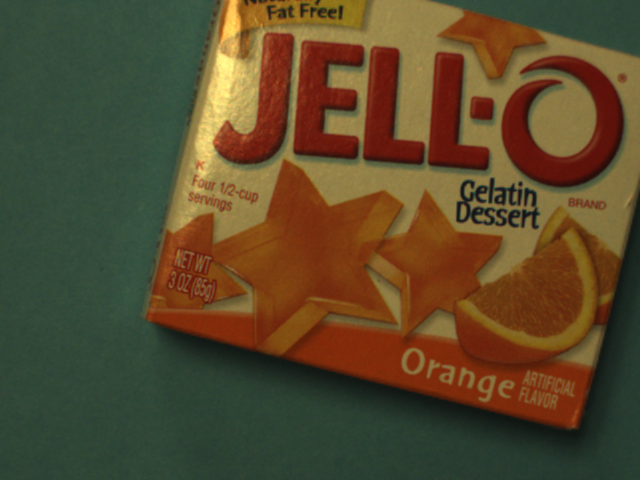 Fat Free!
JELL-O®
Gelatin
Dessert
BRAND
K
Four 1/2-cup
servings
NET WT
3 OZ (85g)
Orange
ARTIFICIAL
FLAVOR